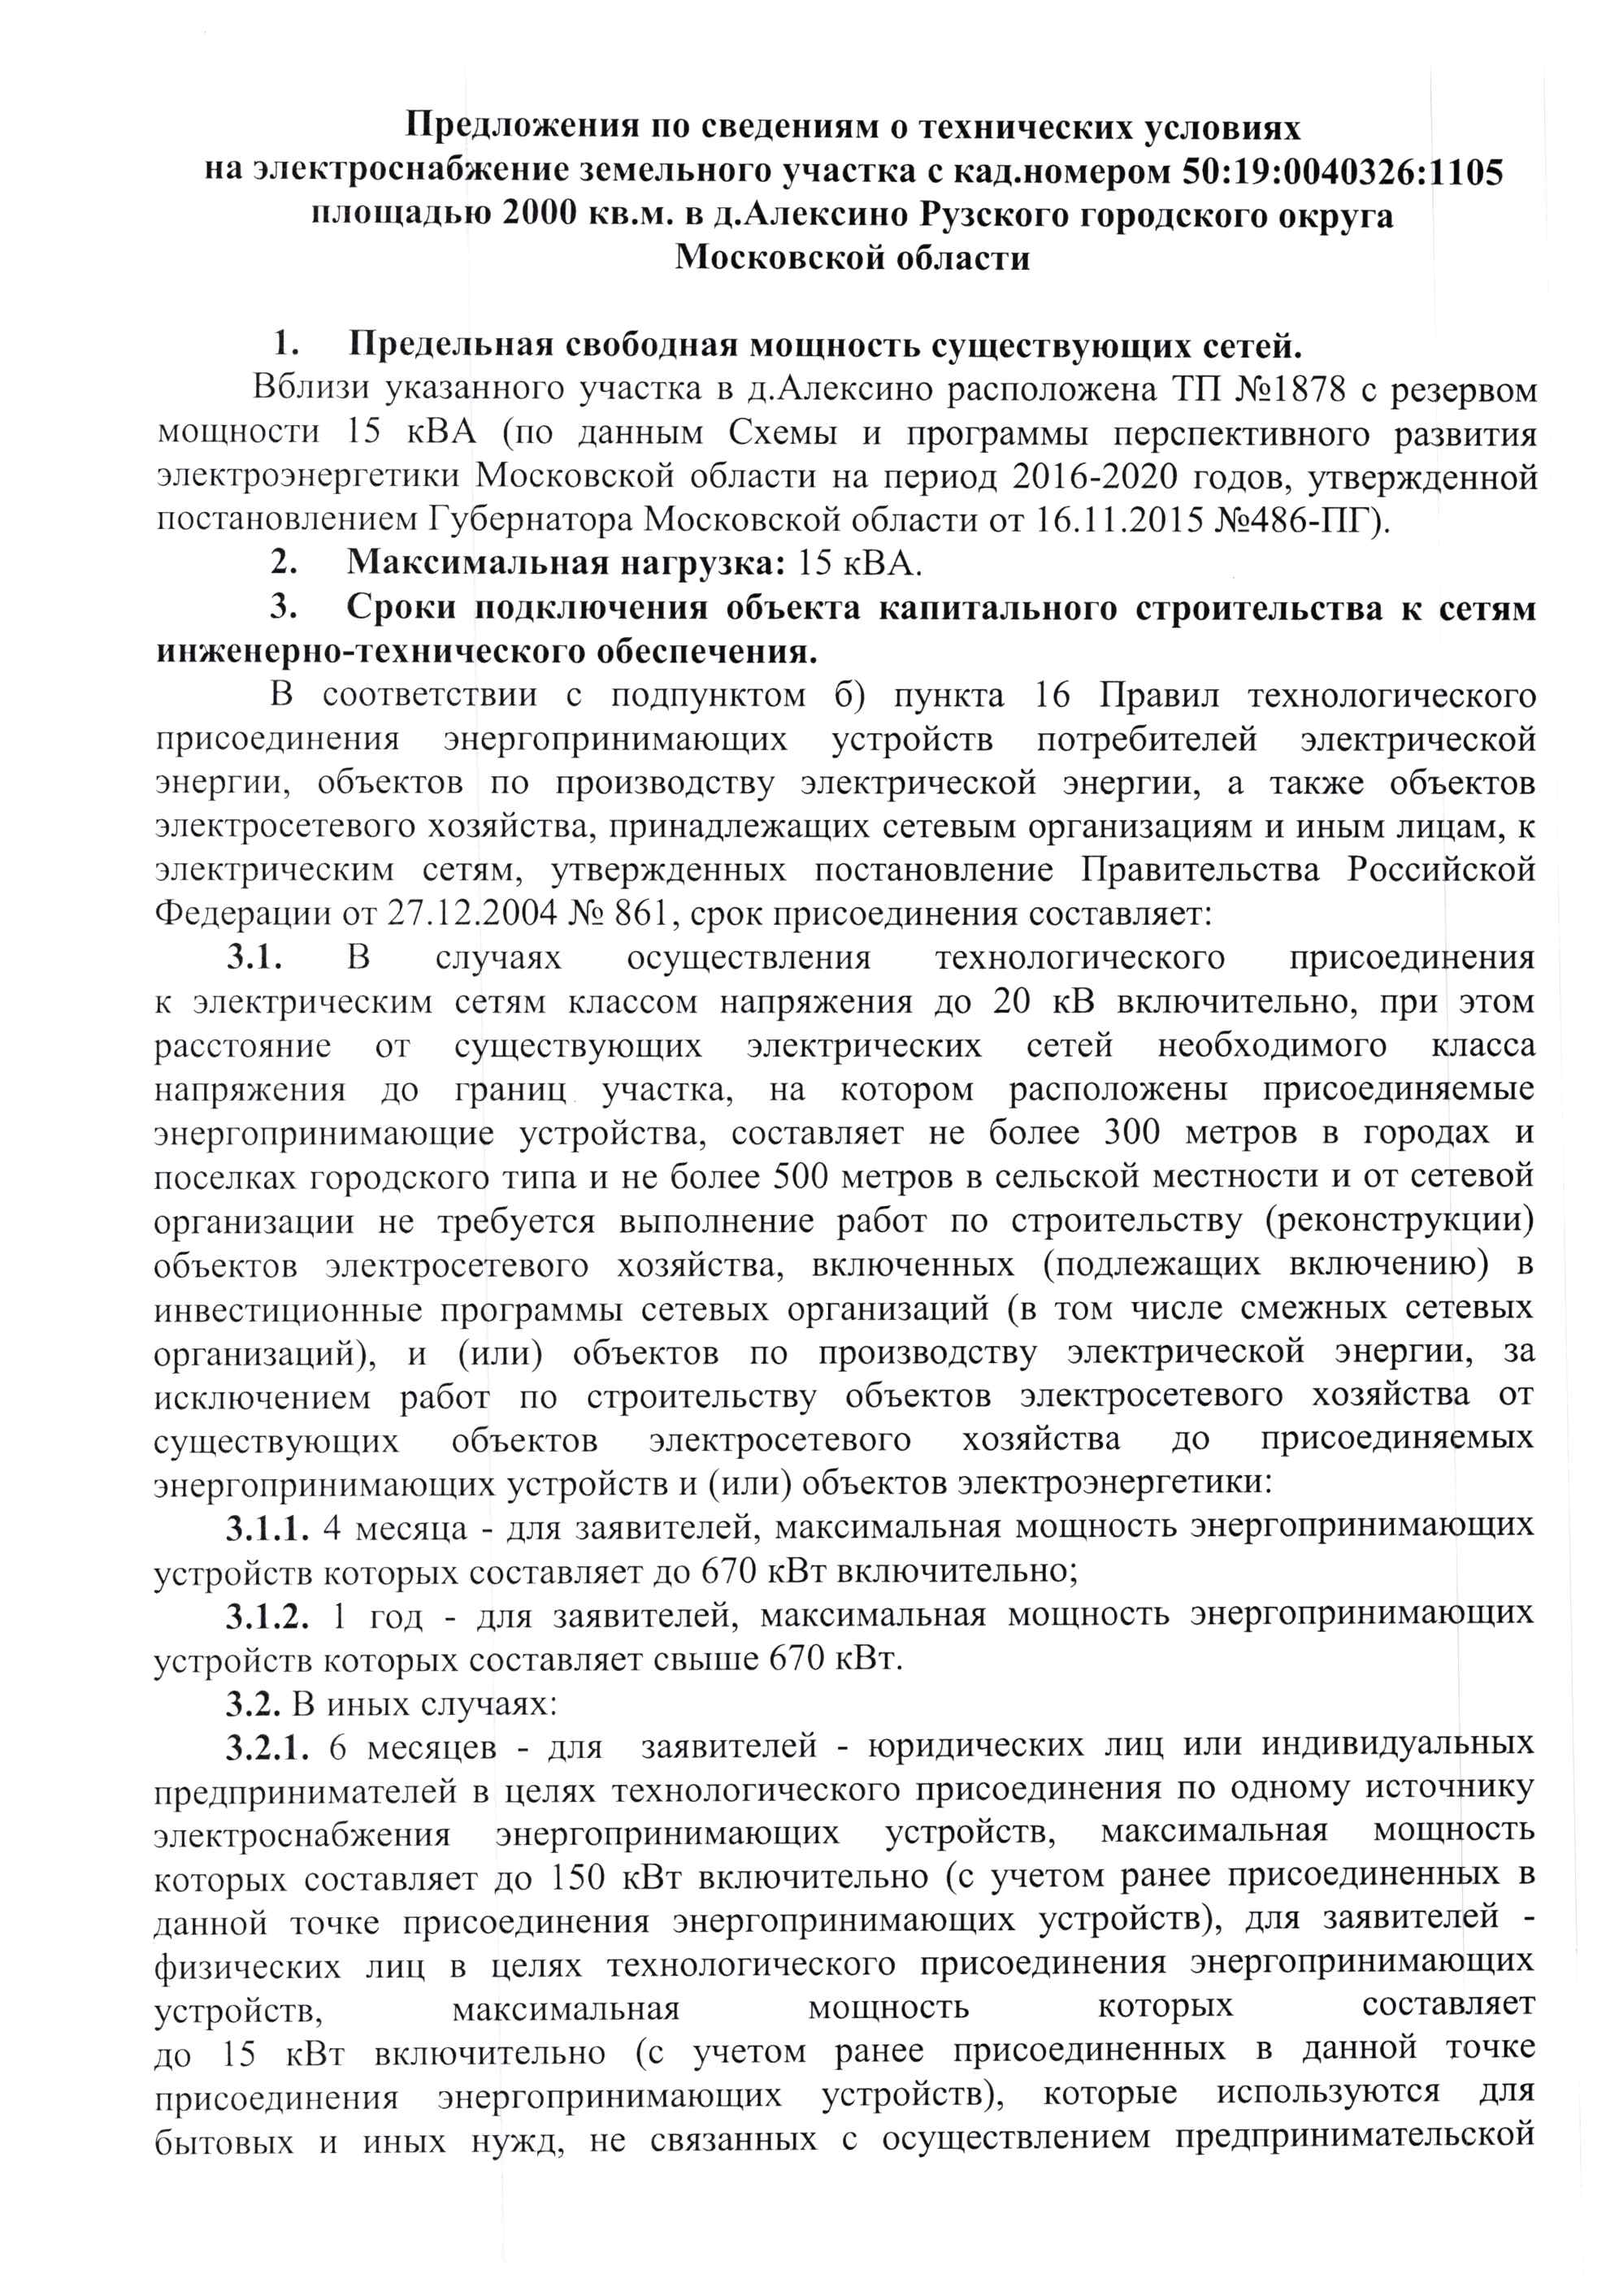 Предложения по сведениям о технических условиях
на электроснабжение земельного участка с кад.номером 50:19:0040326:1105
площадью 2000 кв.м. в д.Алексино Рузского городского округа
Московской области
1. Предельная свободная мощность существующих сетей.
Вблизи указанного участка в д.Алексино расположена ТП №1878 с резервом
мощности 15 кВА (по данным Схемы и программы перспективного развития
электроэнергетики Московской области на период 2016-2020 годов, утвержденной
постановлением Губернатора Московской области от 16.11.2015 №486-ПГ).
2. Максимальная нагрузка: 15 кВА.
3. Сроки подключения объекта капитального строительства к сетям
инженерно-технического обеспечения.
В соответствии с подпунктом б) пункта 16 Правил технологического
присоединения энергопринимающих устройств потребителей электрической
энергии, объектов по производству электрической энергии, а также объектов
электросетевого хозяйства, принадлежащих сетевым организациям и иным лицам, к
электрическим сетям, утвержденных постановление Правительства Российской
Федерации от 27.12.2004 № 861, срок присоединения составляет:
3.1. В случаях осуществления технологического присоединения
к электрическим сетям классом напряжения до 20 кВ включительно, при этом
расстояние от существующих электрических сетей необходимого класса
напряжения до границ участка, на котором расположены присоединяемые
энергопринимающие устройства, составляет не более 300 метров в городах и
поселках городского типа и не более 500 метров в сельской местности и от сетевой
организации не требуется выполнение работ по строительству (реконструкции)
объектов электросетевого хозяйства, включенных (подлежащих включению) в
инвестиционные программы сетевых организаций (в том числе смежных сетевых
организаций), и (или) объектов по производству электрической энергии, за
исключением работ по строительству объектов электросетевого хозяйства от
существующих объектов электросетевого хозяйства до присоединяемых
энергопринимающих устройств и (или) объектов электроэнергетики:
3.1.1. 4 месяца - для заявителей, максимальная мощность энергопринимающих
устройств которых составляет до 670 кВт включительно;
3.1.2. 1 год - для заявителей, максимальная мощность энергопринимающих
устройств которых составляет свыше 670 кВт.
3.2. В иных случаях:
3.2.1. 6 месяцев - для заявителей - юридических лиц или индивидуальных
предпринимателей в целях технологического присоединения по одному источнику
электроснабжения энергопринимающих устройств, максимальная мощность
которых составляет до 150 кВт включительно (с учетом ранее присоединенных в
данной точке присоединения энергопринимающих устройств), для заявителей -
физических лиц в целях технологического присоединения энергопринимающих
устройств, максимальная мощность которых составляет
до 15 кВт включительно (с учетом ранее присоединенных в данной точке
присоединения энергопринимающих устройств), которые используются для
бытовых и иных нужд, не связанных с осуществлением предпринимательской